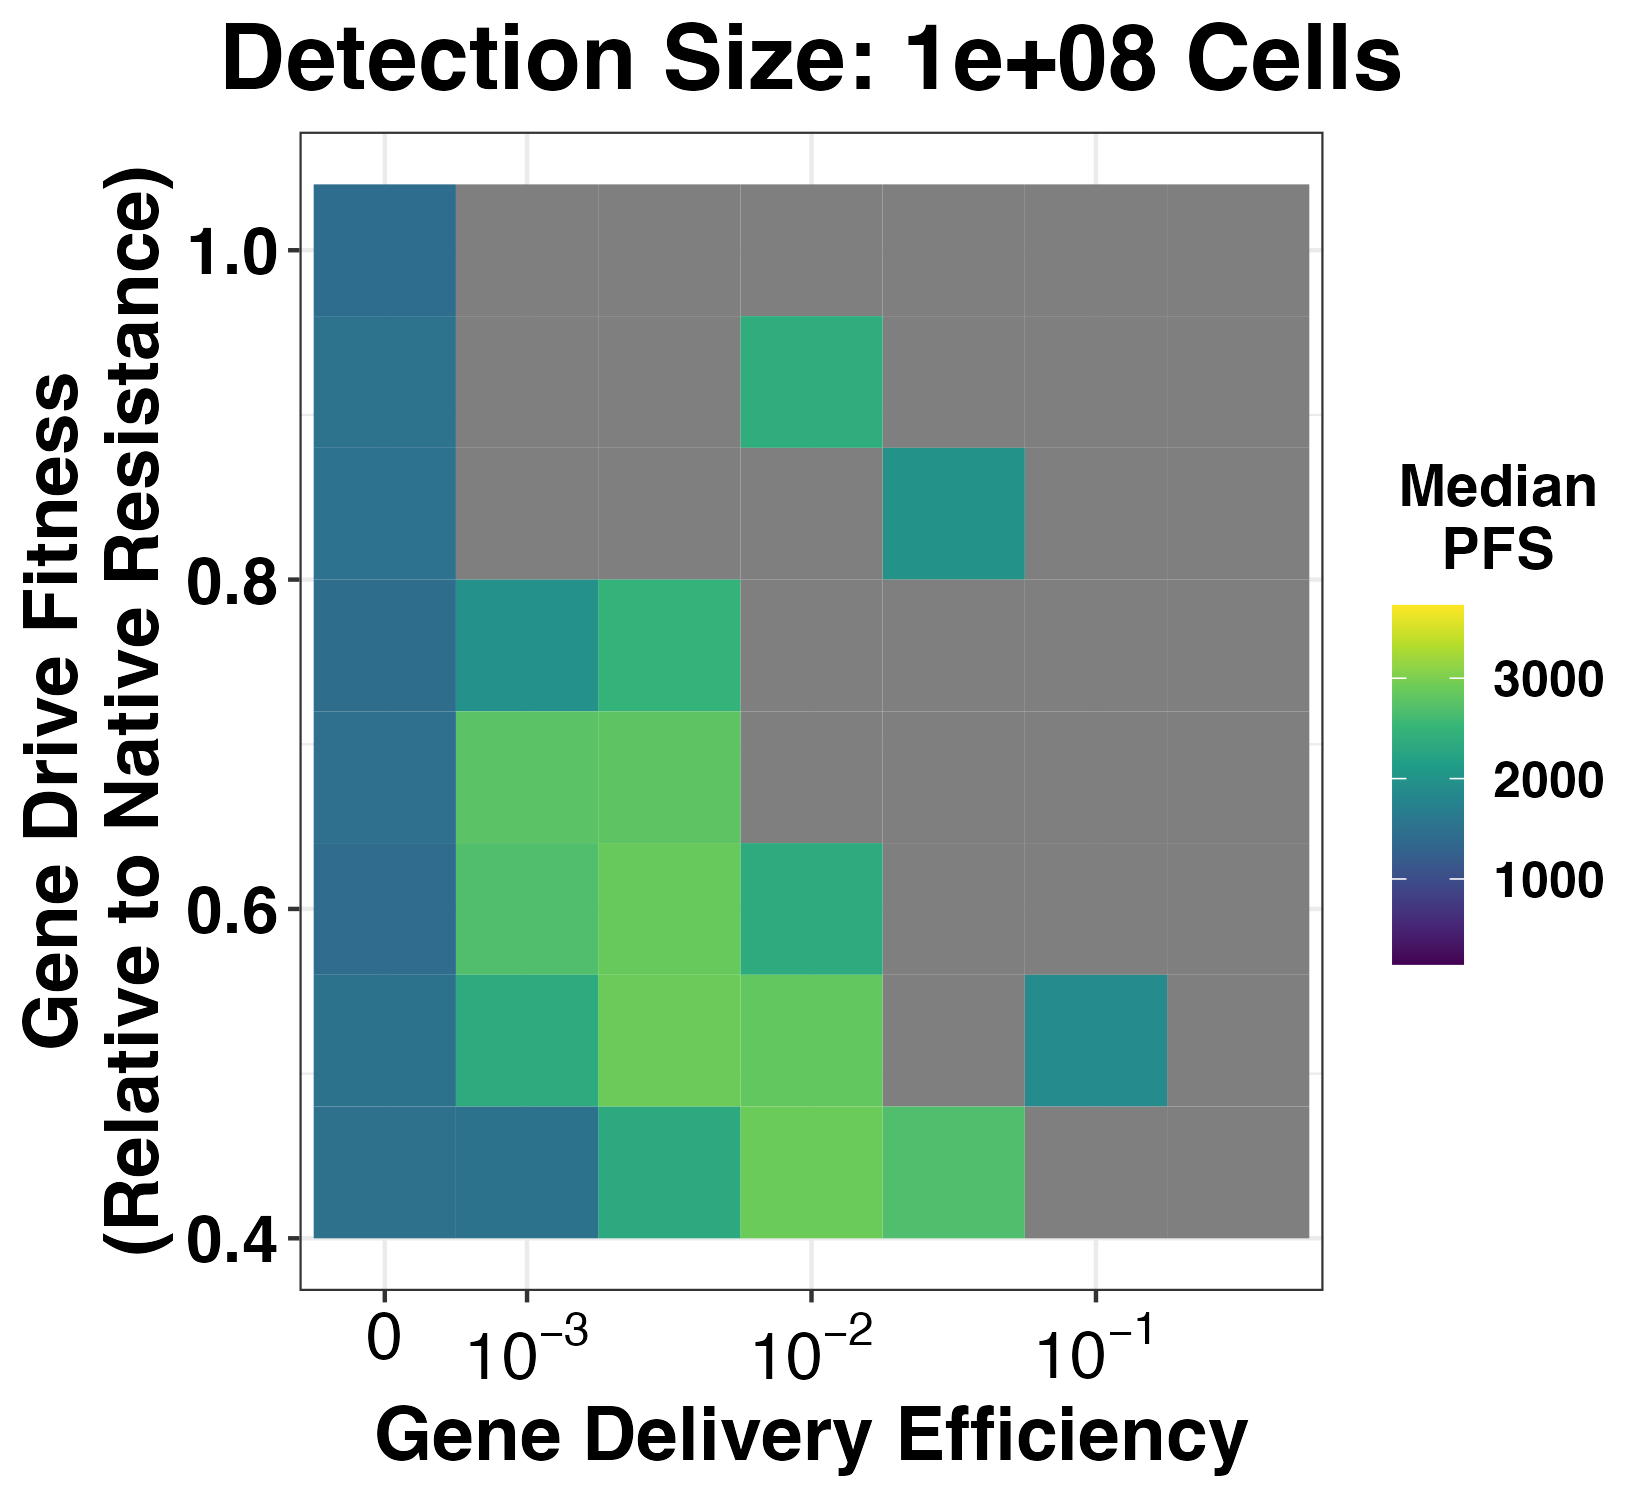 Detection Size: 1e+08 Cells
Gene Drive Fitness
(Relative to Native Resistance)
1.0
0.8
0.6
0.4
0
10⁻³
10⁻²
10⁻¹
Gene Delivery Efficiency
Median
PFS
3000
2000
1000